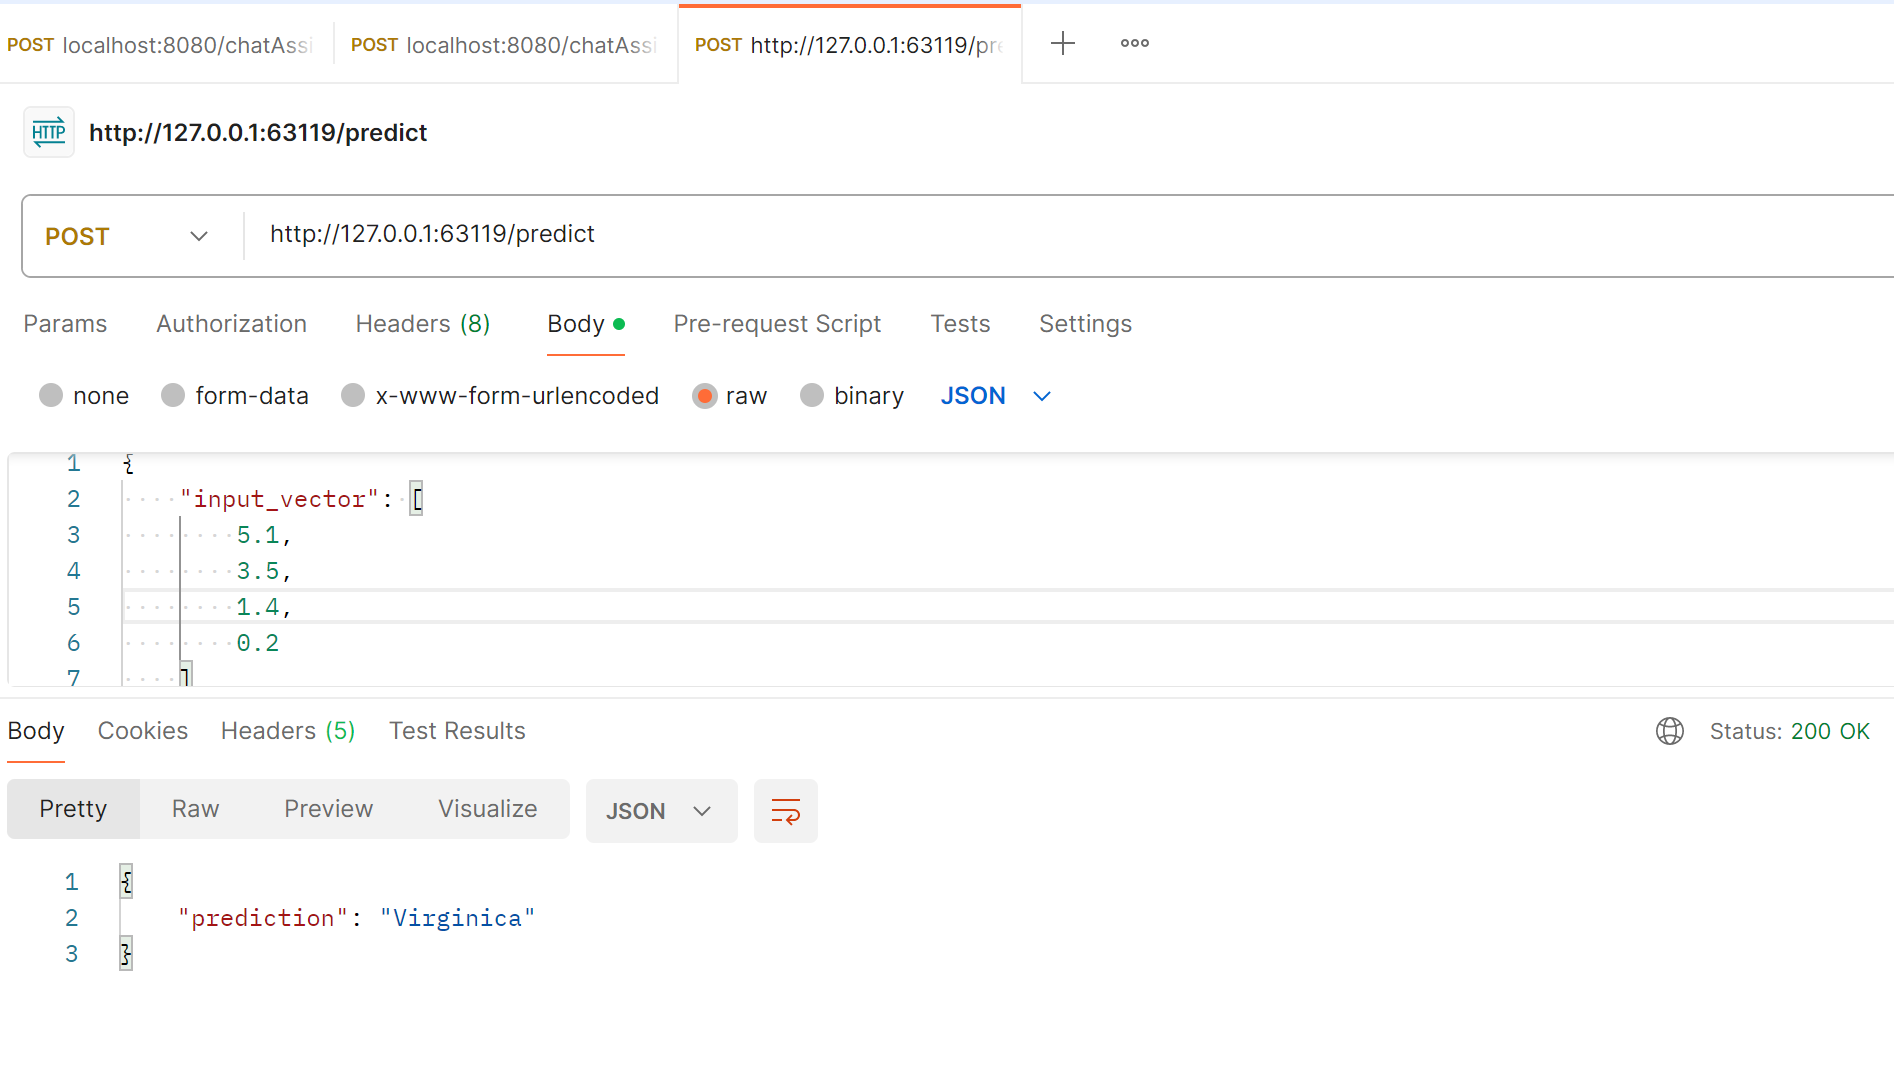 POST localhost:8080/chatAssi POST localhost:8080/chatAssi POST http://127.0.0.1:63119/pre
HTTP http://127.0.0.1:63119/predict
POST http://127.0.0.1:63119/predict
Params Authorization Headers (8) Body Pre-request Script Tests Settings
none form-data x-www-form-urlencoded raw binary JSON
1 {
2 "input_vector": [
3 5.1,
4 3.5,
5 1.4,
6 0.2
7 ]
Body Cookies Headers (5) Test Results Status: 200 OK
Pretty Raw Preview Visualize JSON
1 {
2 "prediction": "Virginica"
3 }